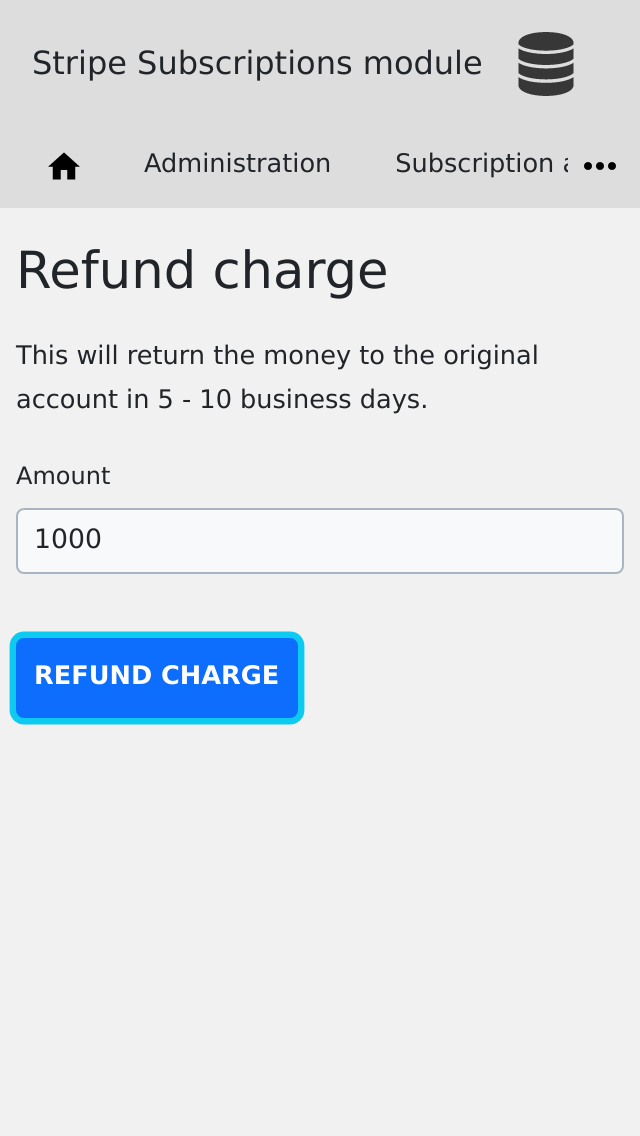 Stripe Subscriptions module
Administration
Subscription
Refund charge
This will return the money to the original
account in 5 - 10 business days.
Amount
1000
REFUND CHARGE